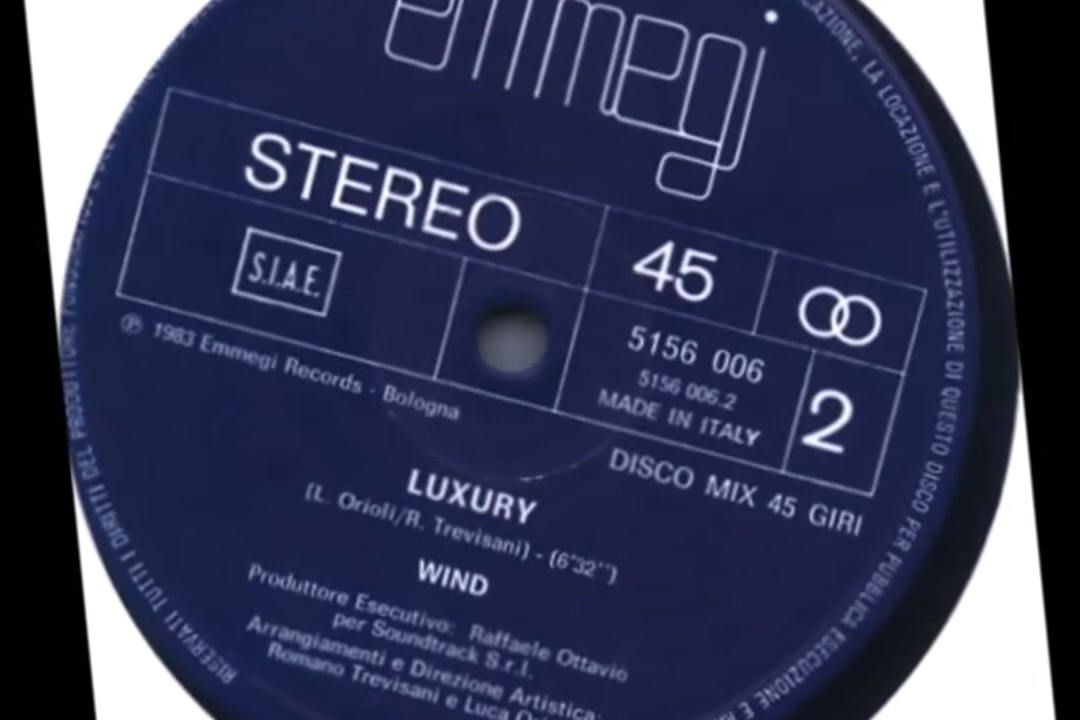 emmegi
STEREO
45
S.I.A.E.
5156 006
5156 006.2
MADE IN ITALY
2
℗ 1983 Emmegi Records - Bologna
DISCO MIX 45 GIRI
LUXURY
(L. Orioli/R. Trevisani) - (6"32'')
WIND
Produttore Esecutivo: Raffaele Ottavio
per Soundtrack S.r.l.
Arrangiamenti e Direzione Artistica:
Romano Trevisani e Luca
RISERVATI TUTTI I DIRITTI DEL PRODUTTORE
LA LOCAZIONE E L'UTILIZZAZIONE DI QUESTO DISCO PER PUBBLICA ESECUZIONE E